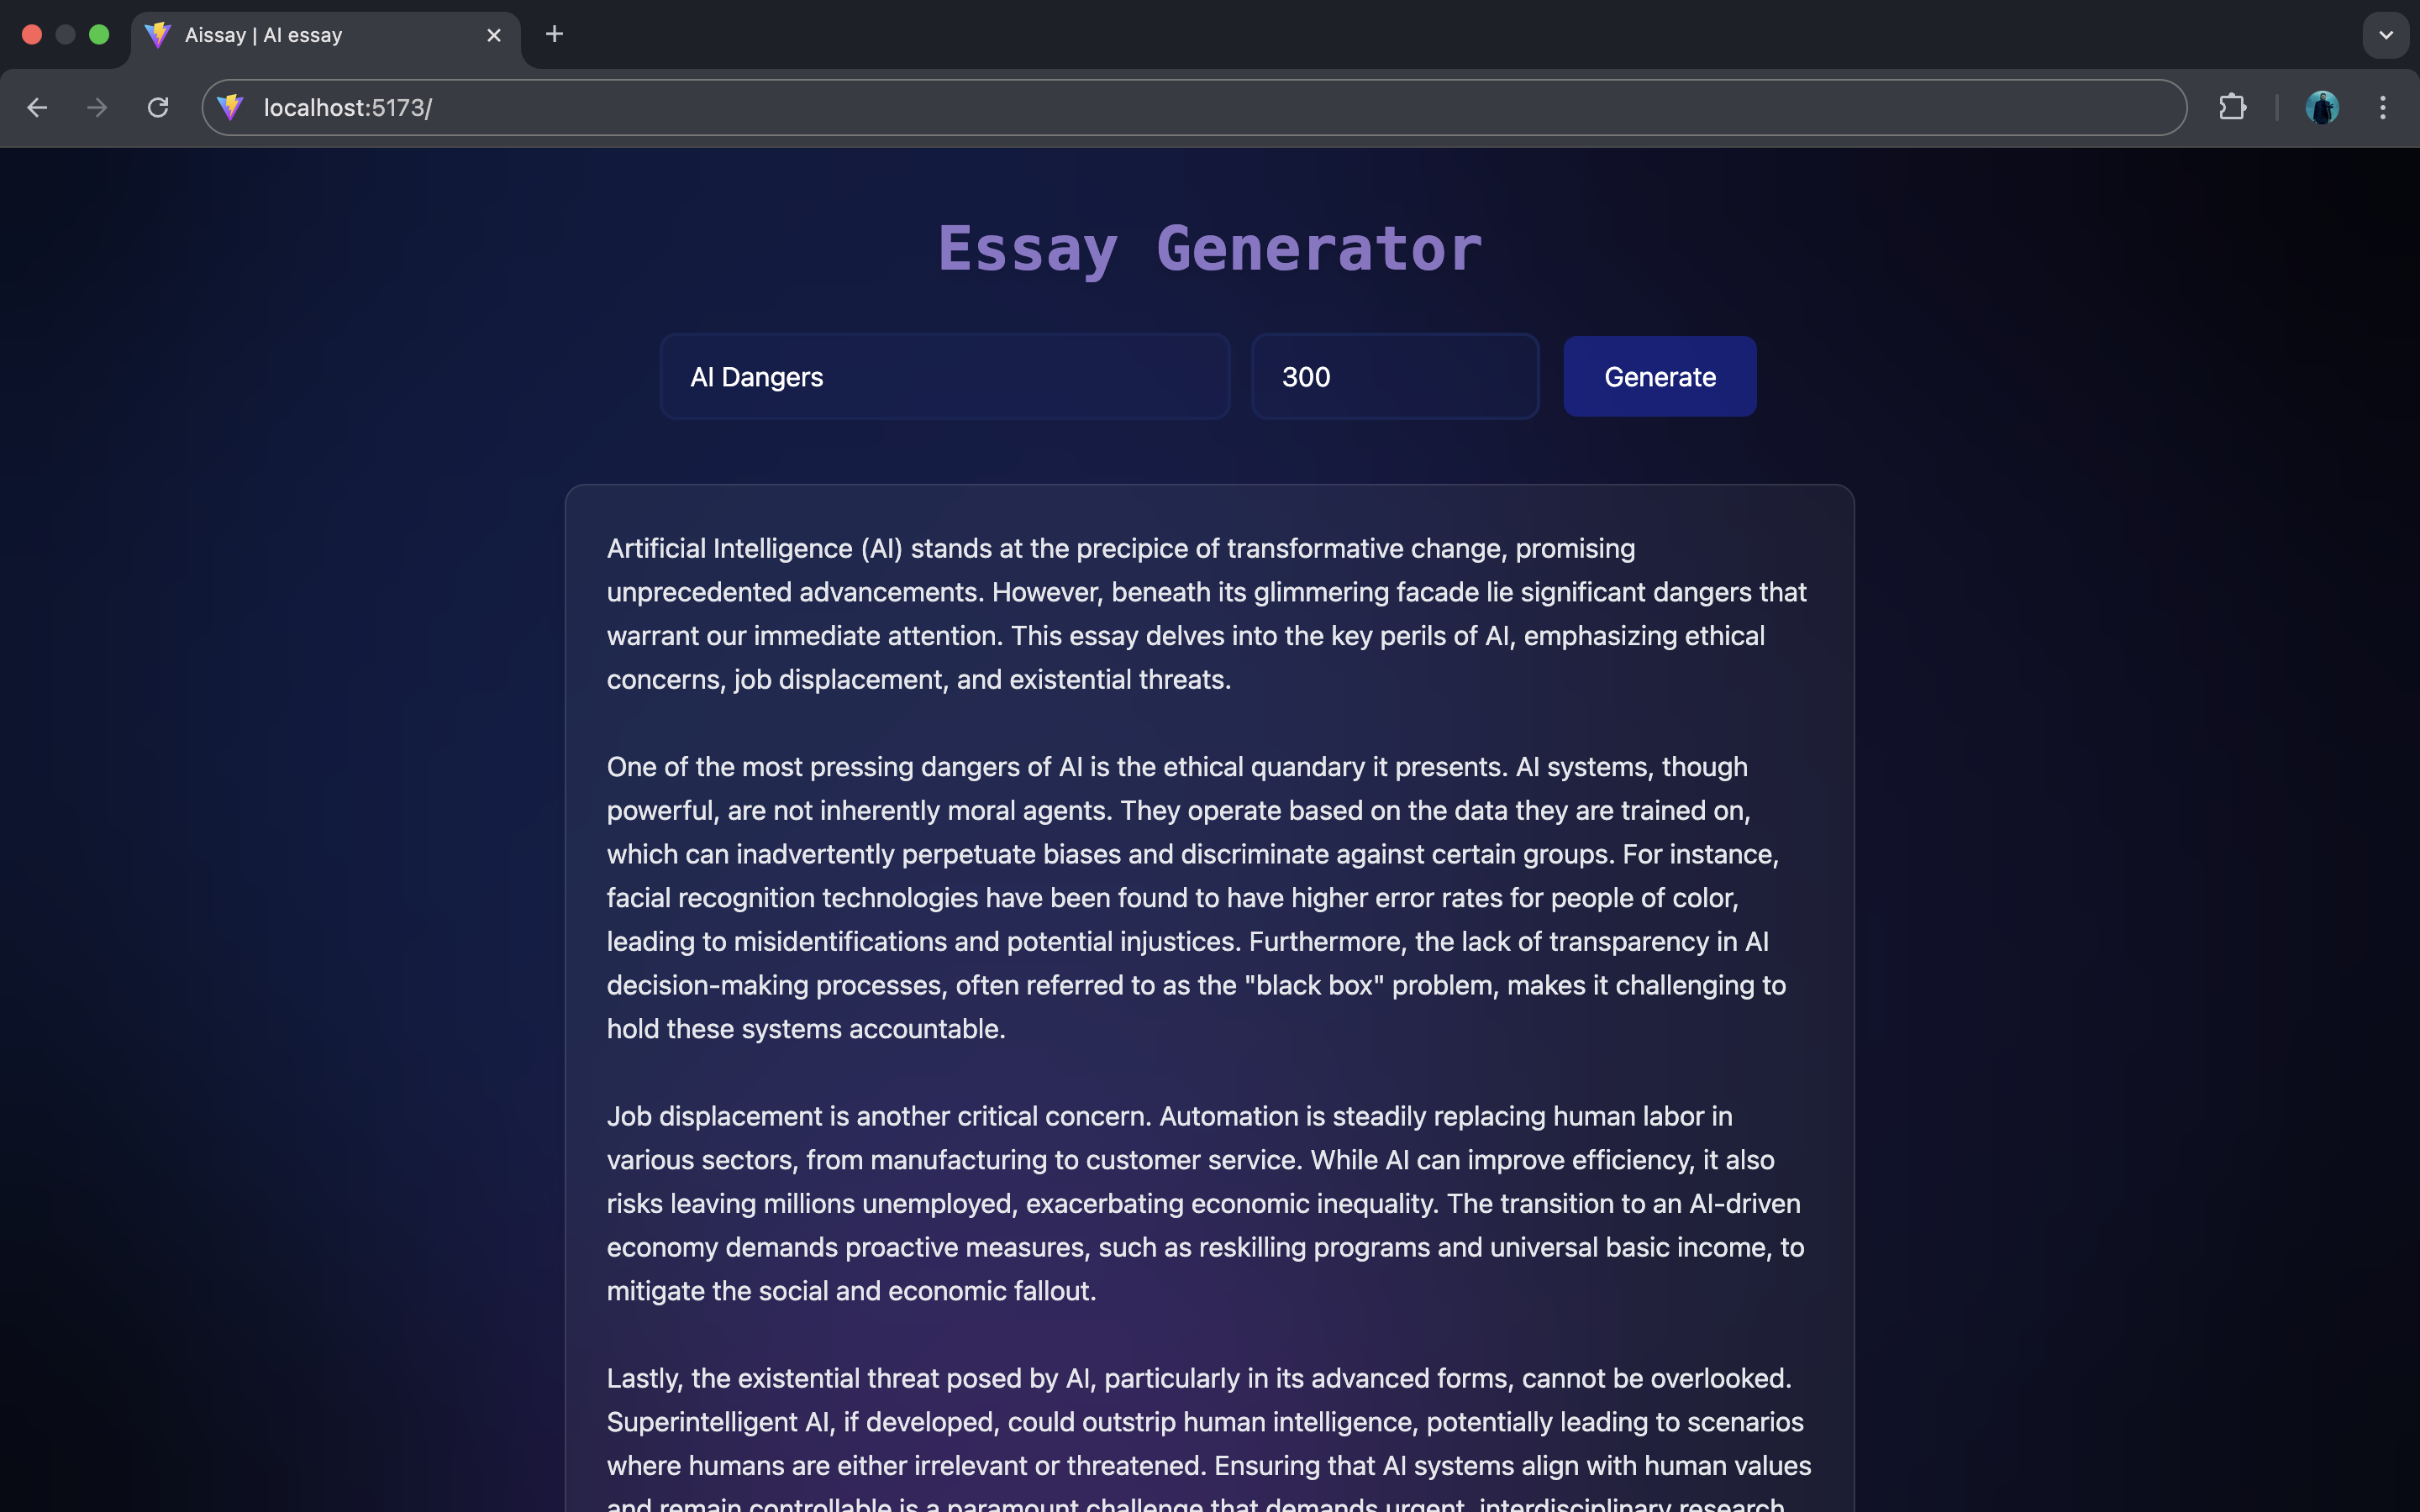 Aissay | AI essay
localhost:5173/
Essay Generator
AI Dangers
300
Generate
Artificial Intelligence (AI) stands at the precipice of transformative change, promising
unprecedented advancements. However, beneath its glimmering facade lie significant dangers that
warrant our immediate attention. This essay delves into the key perils of AI, emphasizing ethical
concerns, job displacement, and existential threats.
One of the most pressing dangers of AI is the ethical quandary it presents. AI systems, though
powerful, are not inherently moral agents. They operate based on the data they are trained on,
which can inadvertently perpetuate biases and discriminate against certain groups. For instance,
facial recognition technologies have been found to have higher error rates for people of color,
leading to misidentifications and potential injustices. Furthermore, the lack of transparency in AI
decision-making processes, often referred to as the "black box" problem, makes it challenging to
hold these systems accountable.
Job displacement is another critical concern. Automation is steadily replacing human labor in
various sectors, from manufacturing to customer service. While AI can improve efficiency, it also
risks leaving millions unemployed, exacerbating economic inequality. The transition to an AI-driven
economy demands proactive measures, such as reskilling programs and universal basic income, to
mitigate the social and economic fallout.
Lastly, the existential threat posed by AI, particularly in its advanced forms, cannot be overlooked.
Superintelligent AI, if developed, could outstrip human intelligence, potentially leading to scenarios
where humans are either irrelevant or threatened. Ensuring that AI systems align with human values
and remain controllable is a paramount challenge that demands urgent, interdisciplinary research